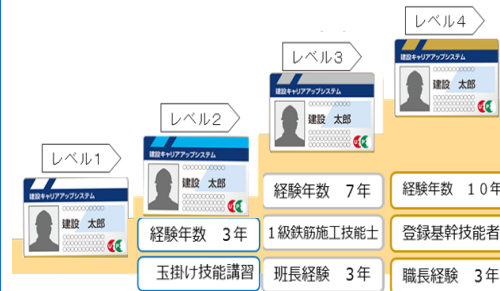 レベル1
建設キャリアアップシステム
建設 太郎
レベル2
建設キャリアアップシステム
建設 太郎
経験年数 3年
玉掛け技能講習
レベル3
建設キャリアアップシステム
建設 太郎
経験年数 7年
1級鉄筋施工技能士
班長経験 3年
レベル4
建設キャリアアップシステム
建設 太郎
経験年数 10年
登録基幹技能者
職長経験 3年